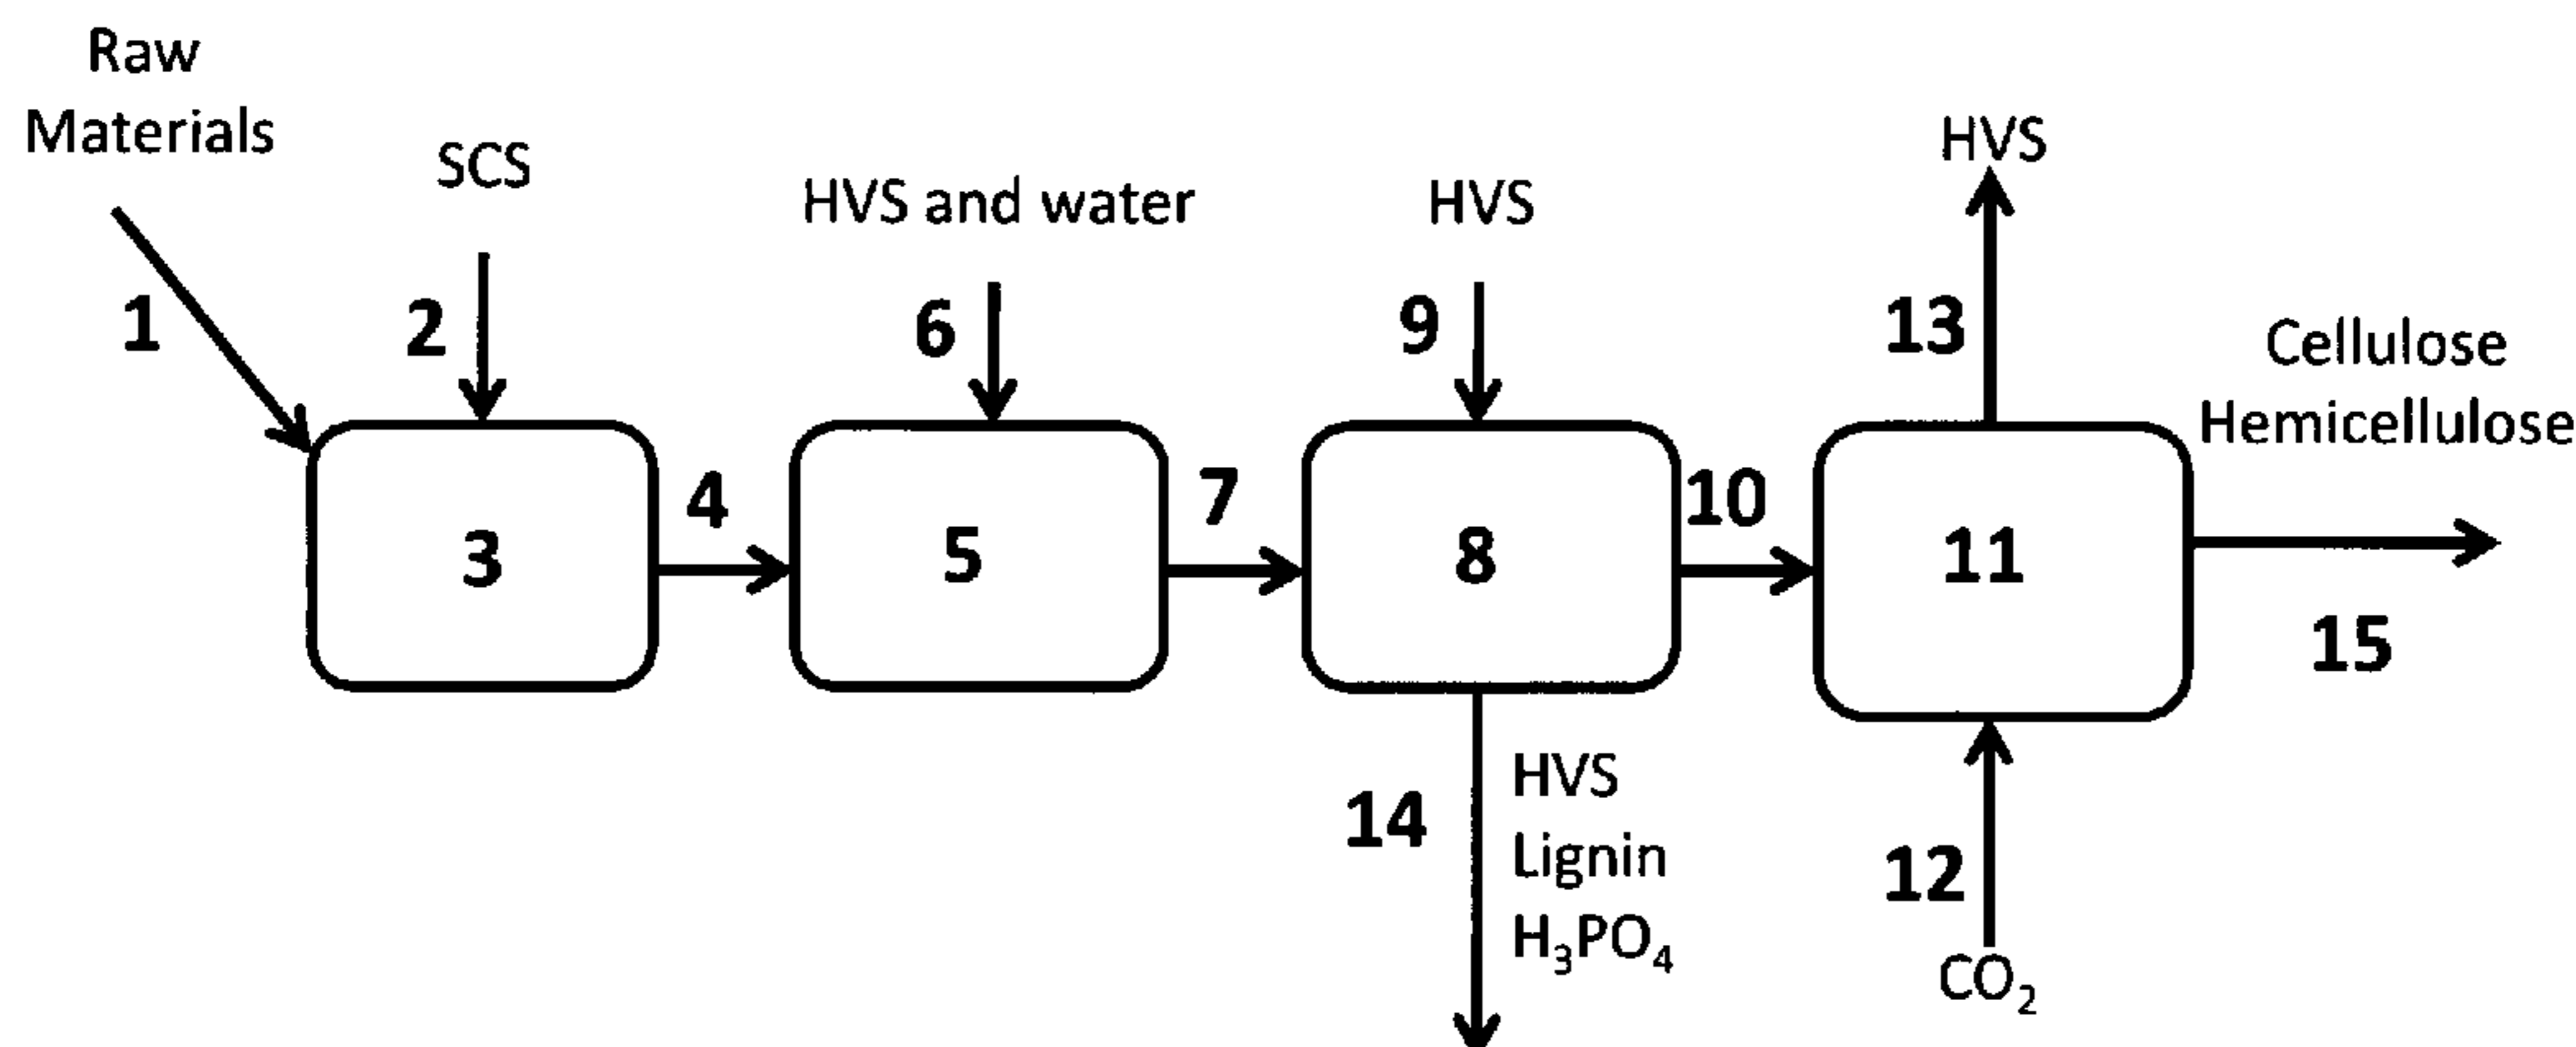 Raw
Materials
SCS
HVS and water
HVS
HVS
1
2
6
9
13
Cellulose
Hemicellulose
3
4
5
7
8
10
11
15
14
HVS
Lignin
H₃PO₄
12
CO₂